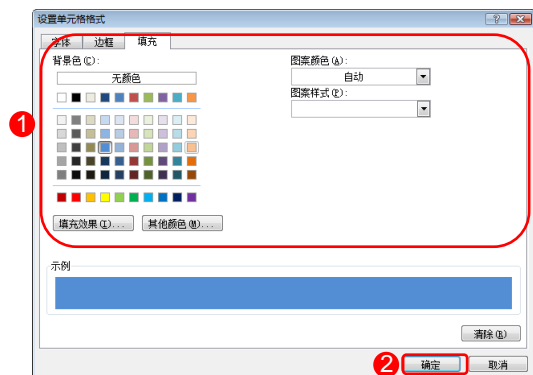 设置单元格格式
字体 边框 填充
背景色(C):
无颜色
图案颜色(A):
自动
图案样式(P):
1
填充效果(I)... 其他颜色(M)...
示例
清除(R)
2
确定 取消